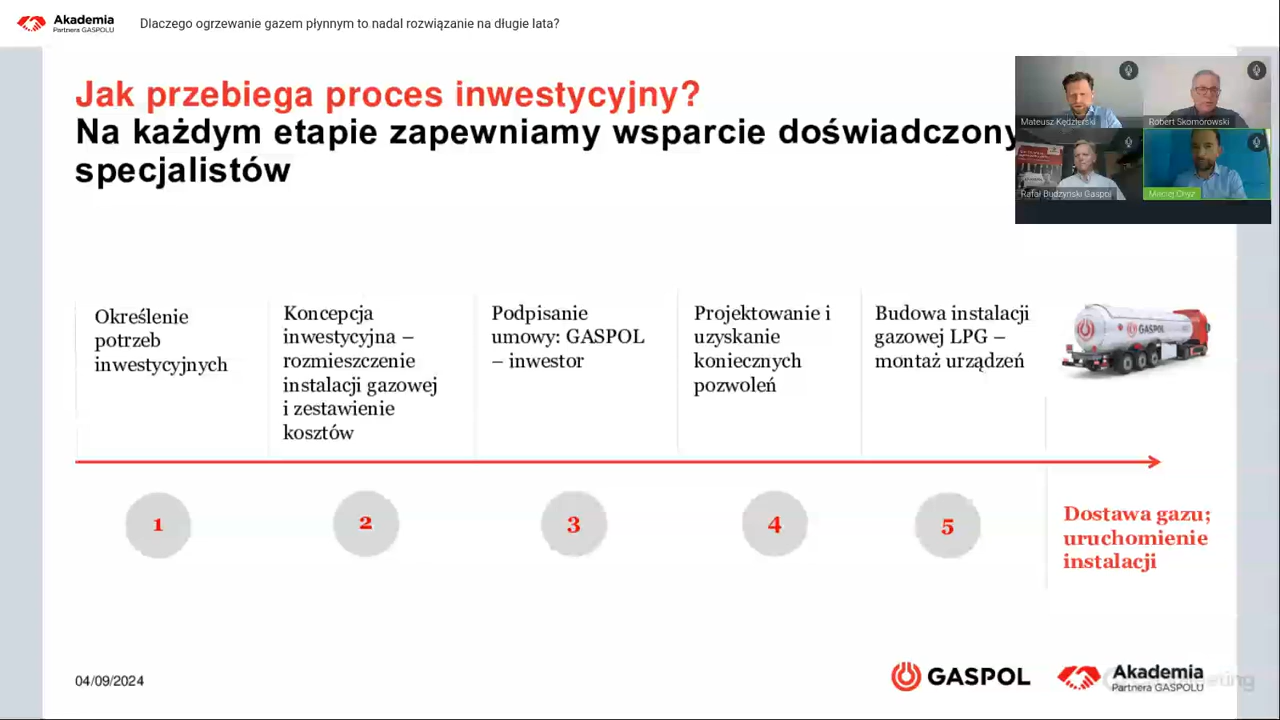 Akademia
Partnera GASPOLU
Dlaczego ogrzewanie gazem płynnym to nadal rozwiązanie na długie lata?
Jak przebiega proces inwestycyjny?
Na każdym etapie zapewniamy wsparcie doświadczony
specjalistów
Mateusz Kędzierski
Robert Skomorowski
Rafał Budzyński Gaspol
Maciej Chyz
Określenie
potrzeb
inwestycyjnych
Koncepcja
inwestycyjna –
rozmieszczenie
instalacji gazowej
i zestawienie
kosztów
Podpisanie
umowy: GASPOL
– inwestor
Projektowanie i
uzyskanie
koniecznych
pozwoleń
Budowa instalacji
gazowej LPG –
montaż urządzeń
GASPOL
1
2
3
4
5
Dostawa gazu;
uruchomienie
instalacji
04/09/2024
GASPOL
Akademia
Partnera GASPOLU